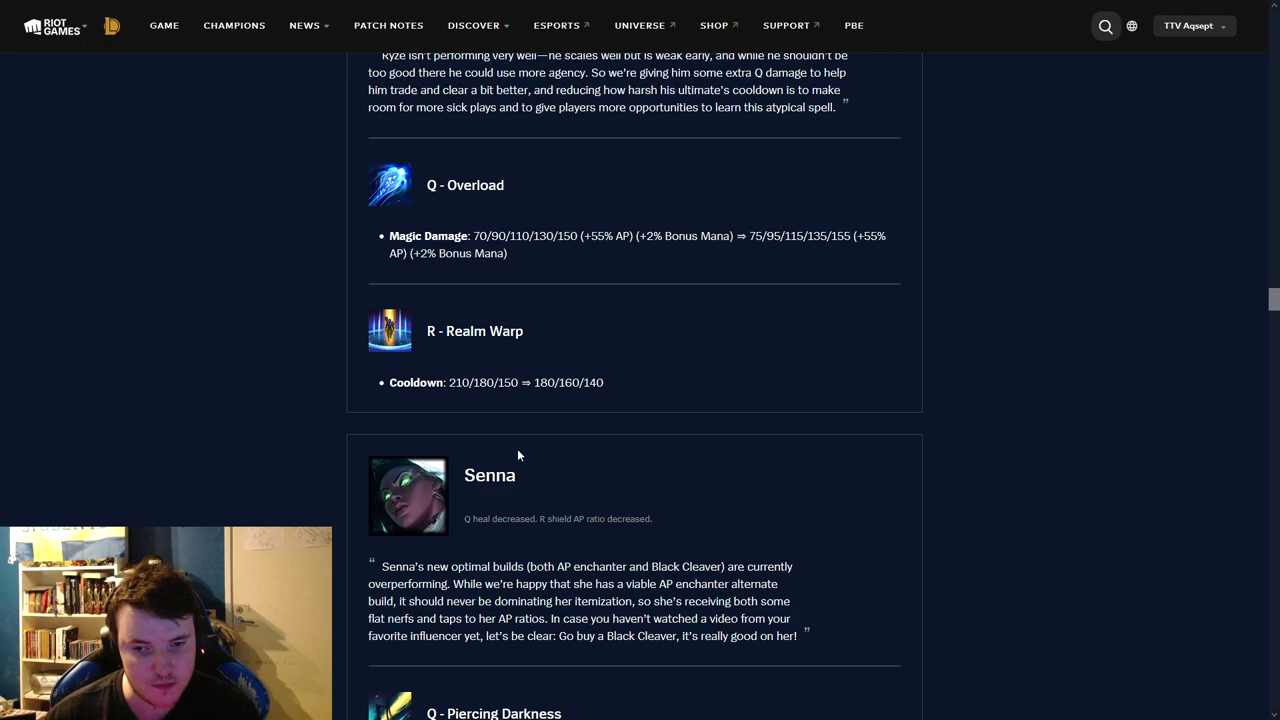 RIOT GAMES
GAME
CHAMPIONS
NEWS
PATCH NOTES
DISCOVER
ESPORTS
UNIVERSE
SHOP
SUPPORT
PBE
TTV Aqsept
Ryze isn't performing very well—he scales well but is weak early, and while he shouldn't be
too good there he could use more agency. So we're giving him some extra Q damage to help
him trade and clear a bit better, and reducing how harsh his ultimate's cooldown is to make
room for more sick plays and to give players more opportunities to learn this atypical spell. ”
Q - Overload
• Magic Damage: 70/90/110/130/150 (+55% AP) (+2% Bonus Mana) ⇒ 75/95/115/135/155 (+55%
AP) (+2% Bonus Mana)
R - Realm Warp
• Cooldown: 210/180/150 ⇒ 180/160/140
Senna
Q heal decreased. R shield AP ratio decreased.
“ Senna's new optimal builds (both AP enchanter and Black Cleaver) are currently
overperforming. While we're happy that she has a viable AP enchanter alternate
build, it should never be dominating her itemization, so she's receiving both some
flat nerfs and taps to her AP ratios. In case you haven't watched a video from your
favorite influencer yet, let's be clear: Go buy a Black Cleaver, it's really good on her! ”
Q - Piercing Darkness